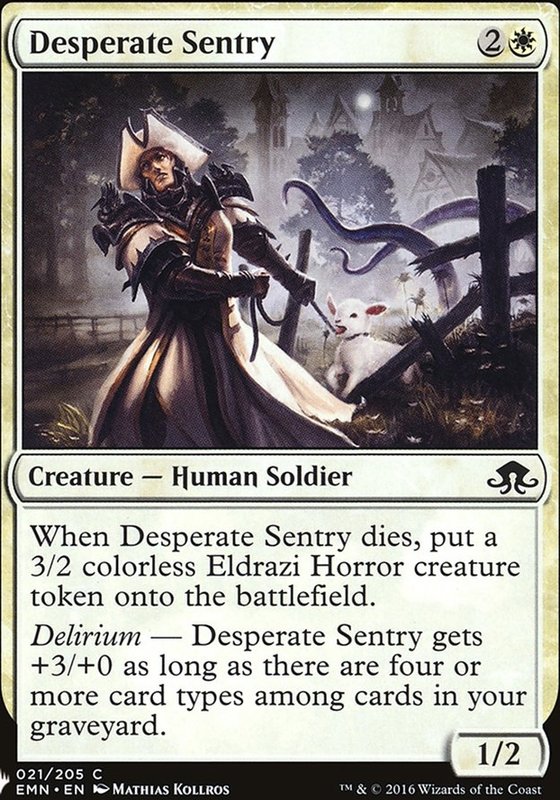 Desperate Sentry 2
Creature — Human Soldier
When Desperate Sentry dies, put a
3/2 colorless Eldrazi Horror creature
token onto the battlefield.
Delirium — Desperate Sentry gets
+3/+0 as long as there are four or
more card types among cards in your
graveyard.
1/2
021/205 C
EMN • EN MATHIAS KOLLROS
™ & © 2016 Wizards of the Coast